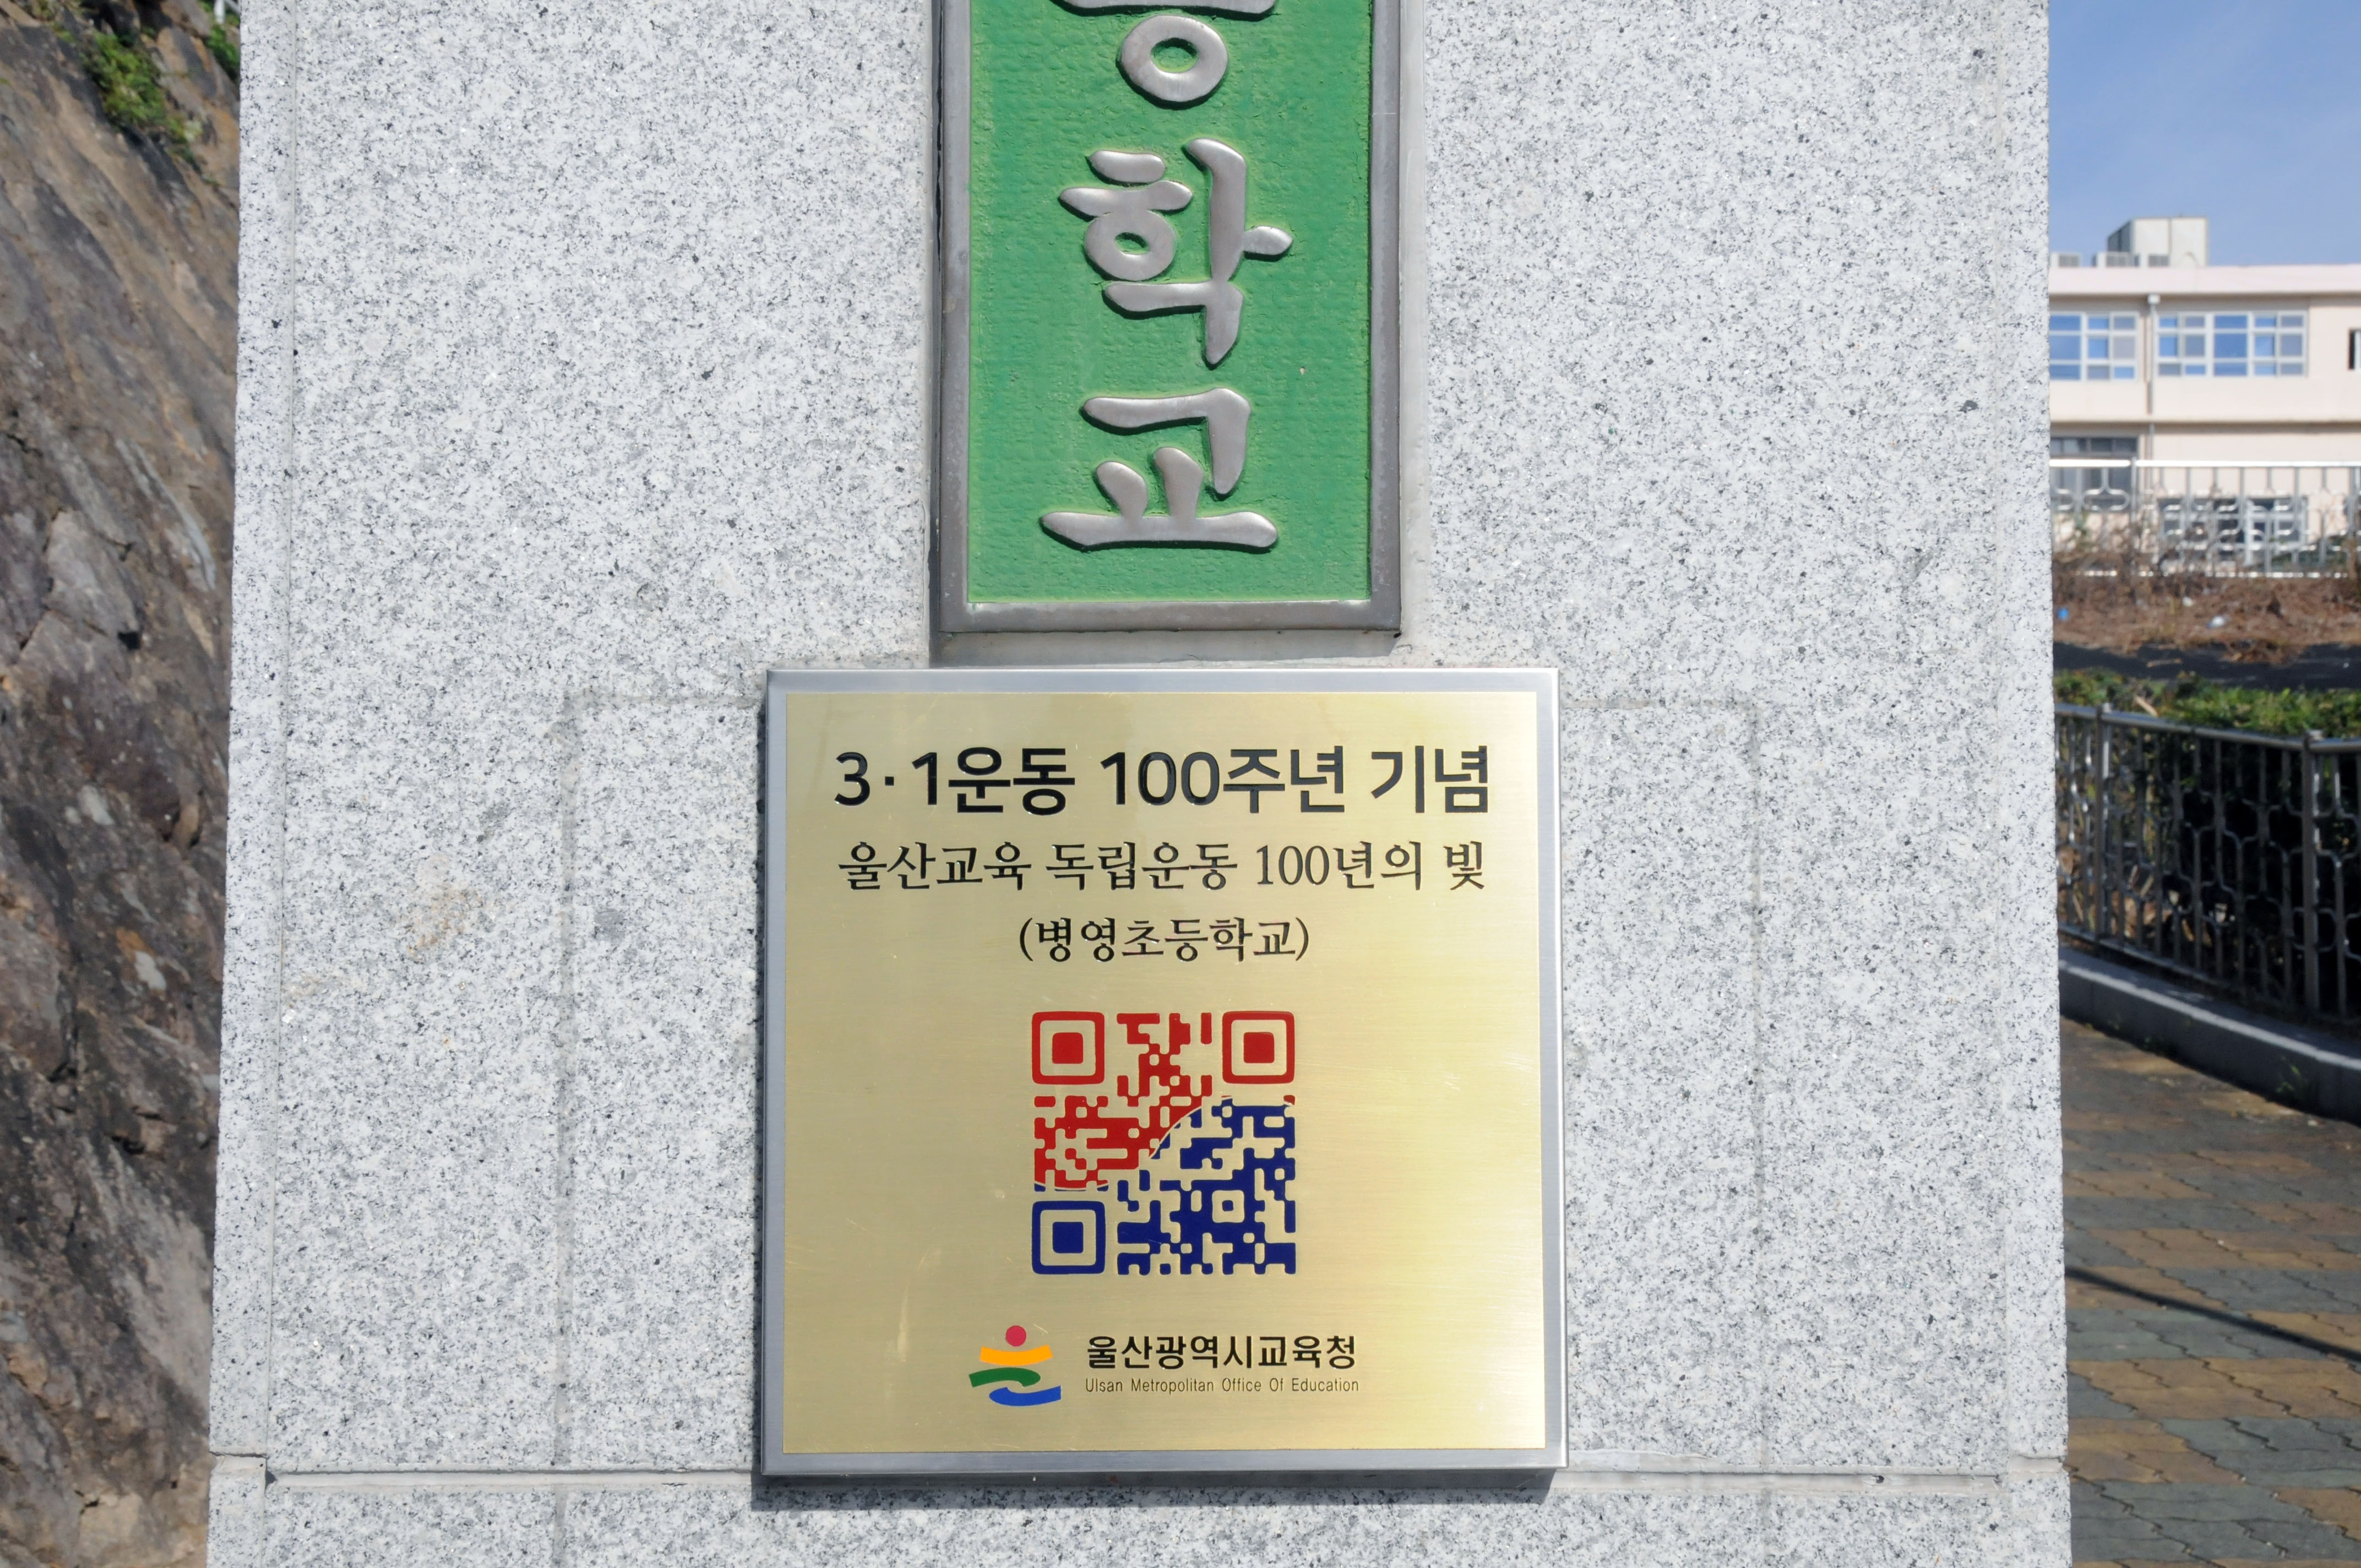 학
교
3·1운동 100주년 기념
울산교육 독립운동 100년의 빛
(병영초등학교)
울산광역시교육청
Ulsan Metropolitan Office Of Education